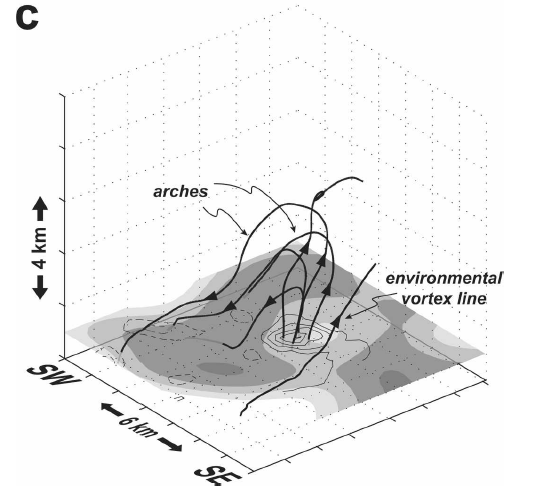 C
arches
4 km
environmental
vortex line
SW
6 km
SE